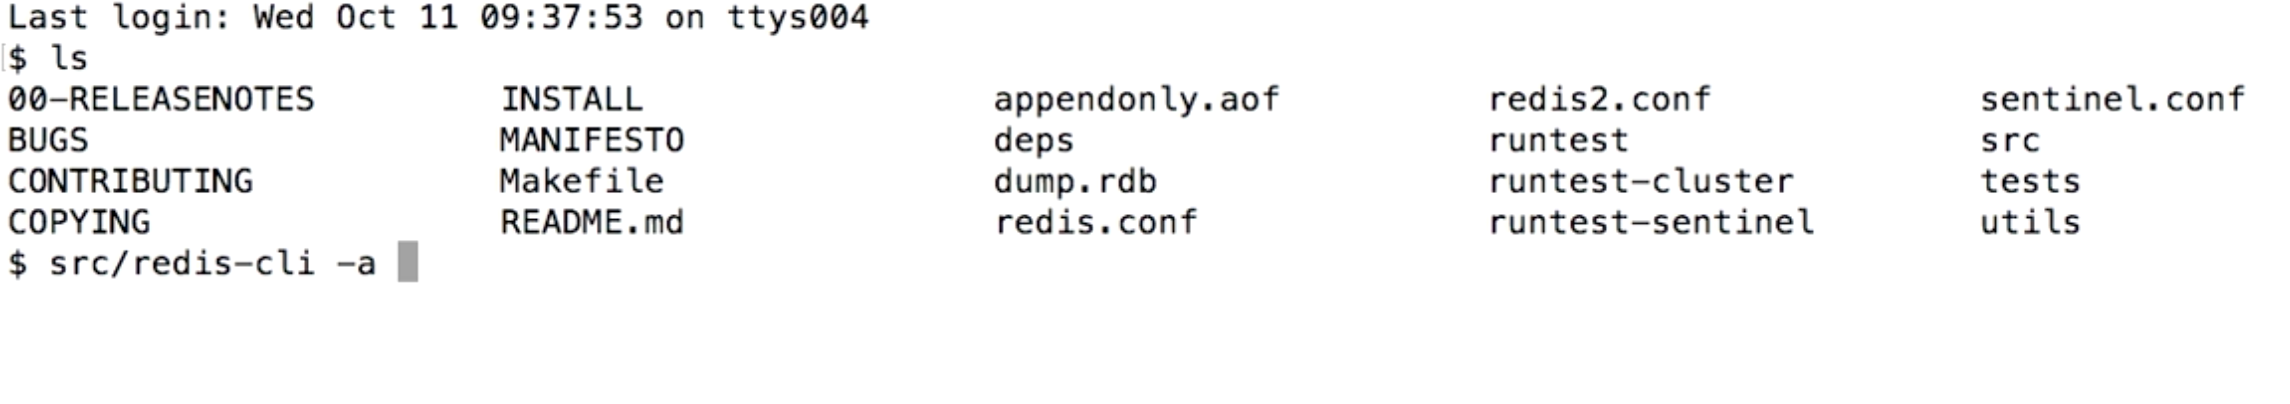 Last login: Wed Oct 11 09:37:53 on ttys004
$ ls
00-RELEASENOTES INSTALL appendonly.aof redis2.conf sentinel.conf
BUGS MANIFESTO deps runtest src
CONTRIBUTING Makefile dump.rdb runtest-cluster tests
COPYING README.md redis.conf runtest-sentinel utils
$ src/redis-cli -a